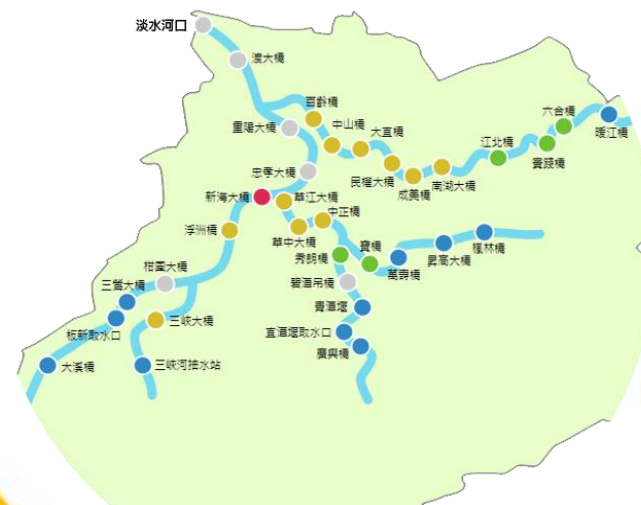 淡水河口
渡大橋
百齡橋
重陽大橋
中山橋
大直橋
六合橋
暖江橋
江北橋
實踐橋
忠孝大橋
民權大橋
成美橋
南湖大橋
新海大橋
華江大橋
中正橋
浮洲橋
華中大橋
秀朗橋
寶橋
萬壽橋
昇高大橋
楓林橋
柑園大橋
碧潭吊橋
三鶯大橋
青潭堰
板新取水口
三峽大橋
直潭堰取水口
廣興橋
大溪橋
三峽河抽水站